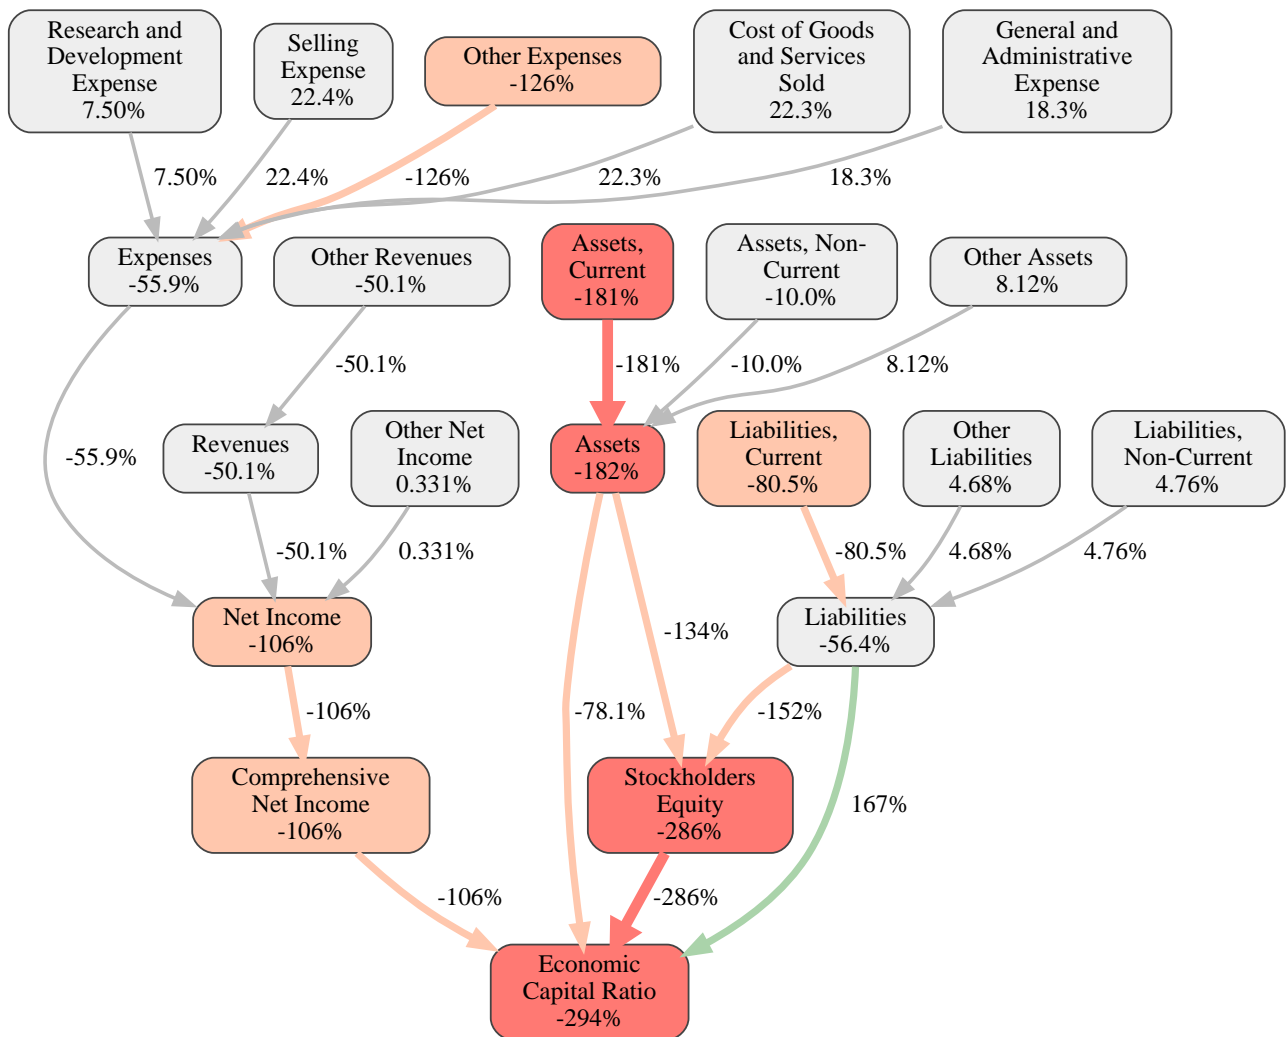 Research and
Development
Expense
7.50%
Selling
Expense
22.4%
Other Expenses
-126%
Cost of Goods
and Services
Sold
22.3%
General and
Administrative
Expense
18.3%
7.50%
22.4%
-126%
22.3%
18.3%
Expenses
-55.9%
Other Revenues
-50.1%
Assets,
Current
-181%
Assets, Non-
Current
-10.0%
Other Assets
8.12%
-50.1%
-181%
-10.0%
8.12%
-55.9%
Revenues
-50.1%
Other Net
Income
0.331%
Assets
-182%
Liabilities,
Current
-80.5%
Other
Liabilities
4.68%
Liabilities,
Non-Current
4.76%
-50.1%
0.331%
-80.5%
4.68%
4.76%
Net Income
-106%
-134%
Liabilities
-56.4%
-106%
-78.1%
-152%
Comprehensive
Net Income
-106%
Stockholders
Equity
-286%
167%
-106%
-286%
Economic
Capital Ratio
-294%